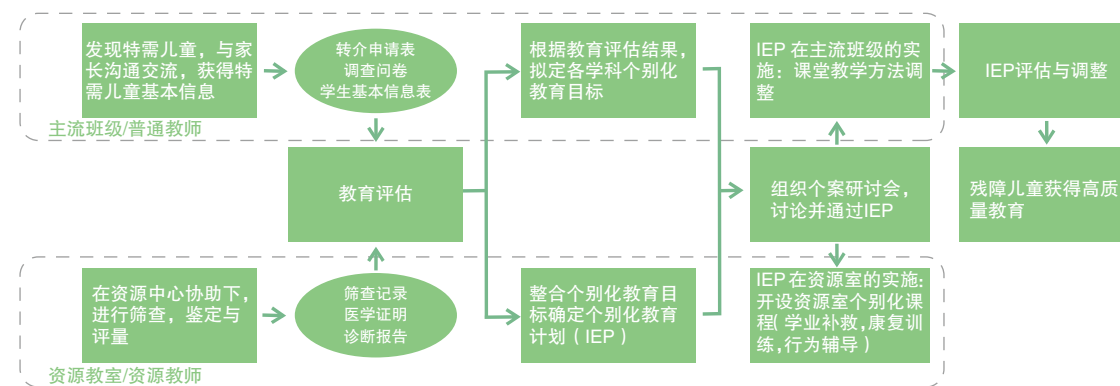 发现特需儿童，与家
长沟通交流，获得特
需儿童基本信息
转介申请表
调查问卷
学生基本信息表
根据教育评估结果，
拟定各学科个别化
教育目标
IEP 在主流班级的实
施：课堂教学方法调
整
IEP评估与调整
主流班级/普通教师
教育评估
组织个案研讨会，
讨论并通过IEP
残障儿童获得高质
量教育
在资源中心协助下，
进行筛查，鉴定与
评量
筛查记录
医学证明
诊断报告
整合个别化教育目
标确定个别化教育
计划（IEP）
IEP在资源室的实施：
开设资源室个别化课
程（学业补救，康复训
练，行为辅导）
资源教室/资源教师